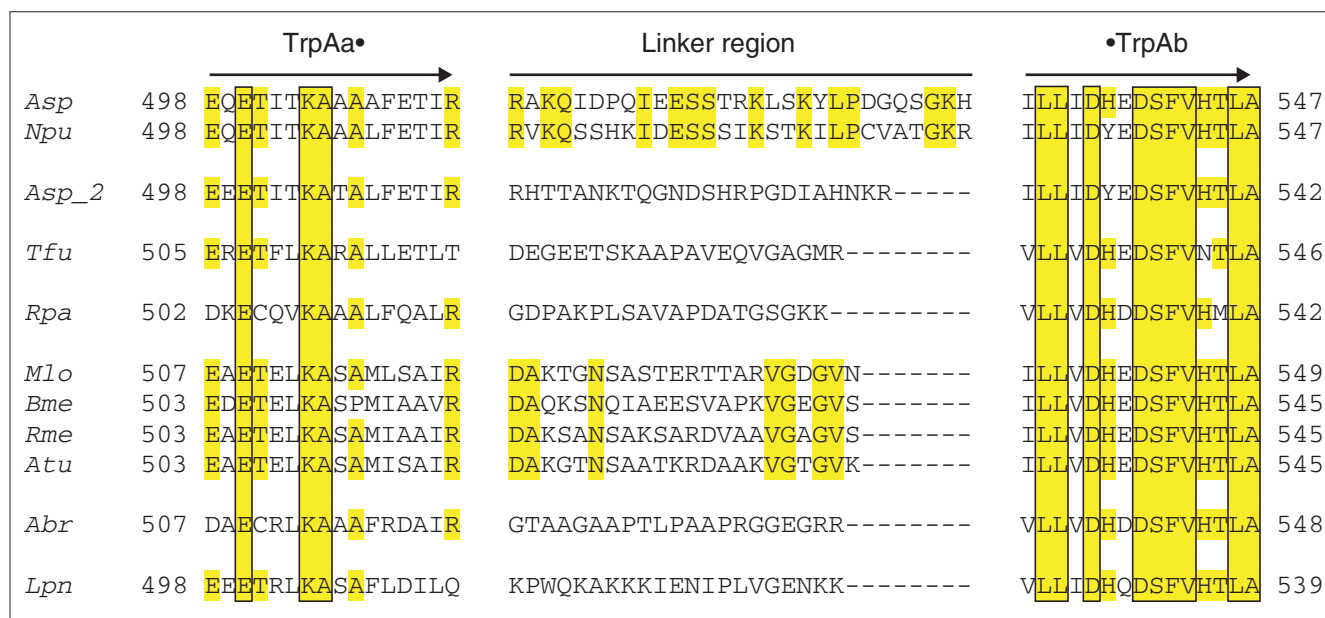 TrpAa• Linker region •TrpAb
Asp 498 EQETITKAAAAFETIR RAKQIDPQIEESSTRKLSKYLPDGQSGKH ILLIDHEDSFVHTLA 547
Npu 498 EQETITKAAALFETIR RVKQSSHKIDESSSIKSTKILPCVATGKR ILLIDYEDSFVHTLA 547
Asp_2 498 EEETITKATALFETIR RHTTANKTQGNDSHRPGDIAHNKR----- ILLIDYEDSFVHTLA 542
Tfu 505 ERETFLKARALLETLT DEGEETSKAAPAVEQVGAGMR-------- VLLVDHEDSFVNTLA 546
Rpa 502 DKECQVKAAALFQALR GDPAKPLSAVAPDATGSGKK--------- VLLVDHDDSFVHMLA 542
Mlo 507 EAETELKASAMLSAIR DAKTGNSASTERTTARVGDGVN------- ILLVDHEDSFVHTLA 549
Bme 503 EDETELKASPMIAAVR DAQKSNQIAEESVAPKVGEGVS------- ILLVDHEDSFVHTLA 545
Rme 503 EAETELKASAMIAAIR DAKSANSAKSARDVAAVGAGVS------- ILLVDHEDSFVHTLA 545
Atu 503 EAETELKASAMISAIR DAKGTNSAATKRDAAKVGTGVK------- ILLVDHEDSFVHTLA 545
Abr 507 DAECRLKAAAFRDAIR GTAAGAAPTLPAAPRGGEGRR-------- VLLVDHDDSFVHTLA 548
Lpn 498 EEETRLKASAFLDILQ KPWQKAKKKIENIPLVGENKK-------- VLLIDHQDSFVHTLA 539